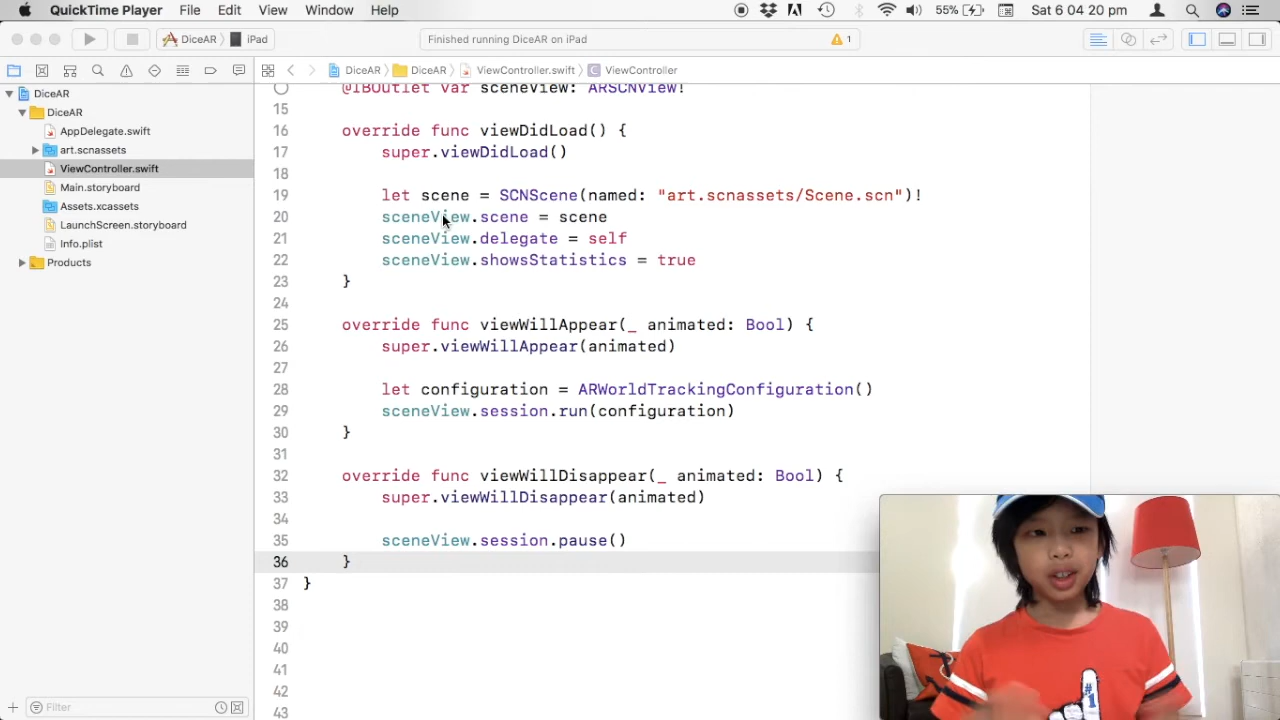 QuickTime Player File Edit View Window Help 55% Sat 6 04 20 pm
DiceAR iPad Finished running DiceAR on iPad 1
DiceAR DiceAR ViewController.swift C ViewController
DiceAR
DiceAR
AppDelegate.swift
art.scnassets
ViewController.swift
Main.storyboard
Assets.xcassets
LaunchScreen.storyboard
Info.plist
Products
Filter
@IBOutlet var sceneView: ARSCNView!
15
16 override func viewDidLoad() {
17 super.viewDidLoad()
18
19 let scene = SCNScene(named: "art.scnassets/Scene.scn")!
20 sceneView.scene = scene
21 sceneView.delegate = self
22 sceneView.showsStatistics = true
23 }
24
25 override func viewWillAppear(_ animated: Bool) {
26 super.viewWillAppear(animated)
27
28 let configuration = ARWorldTrackingConfiguration()
29 sceneView.session.run(configuration)
30 }
31
32 override func viewWillDisappear(_ animated: Bool) {
33 super.viewWillDisappear(animated)
34
35 sceneView.session.pause()
36 }
37 }
38
39
40
41
42
43
#1